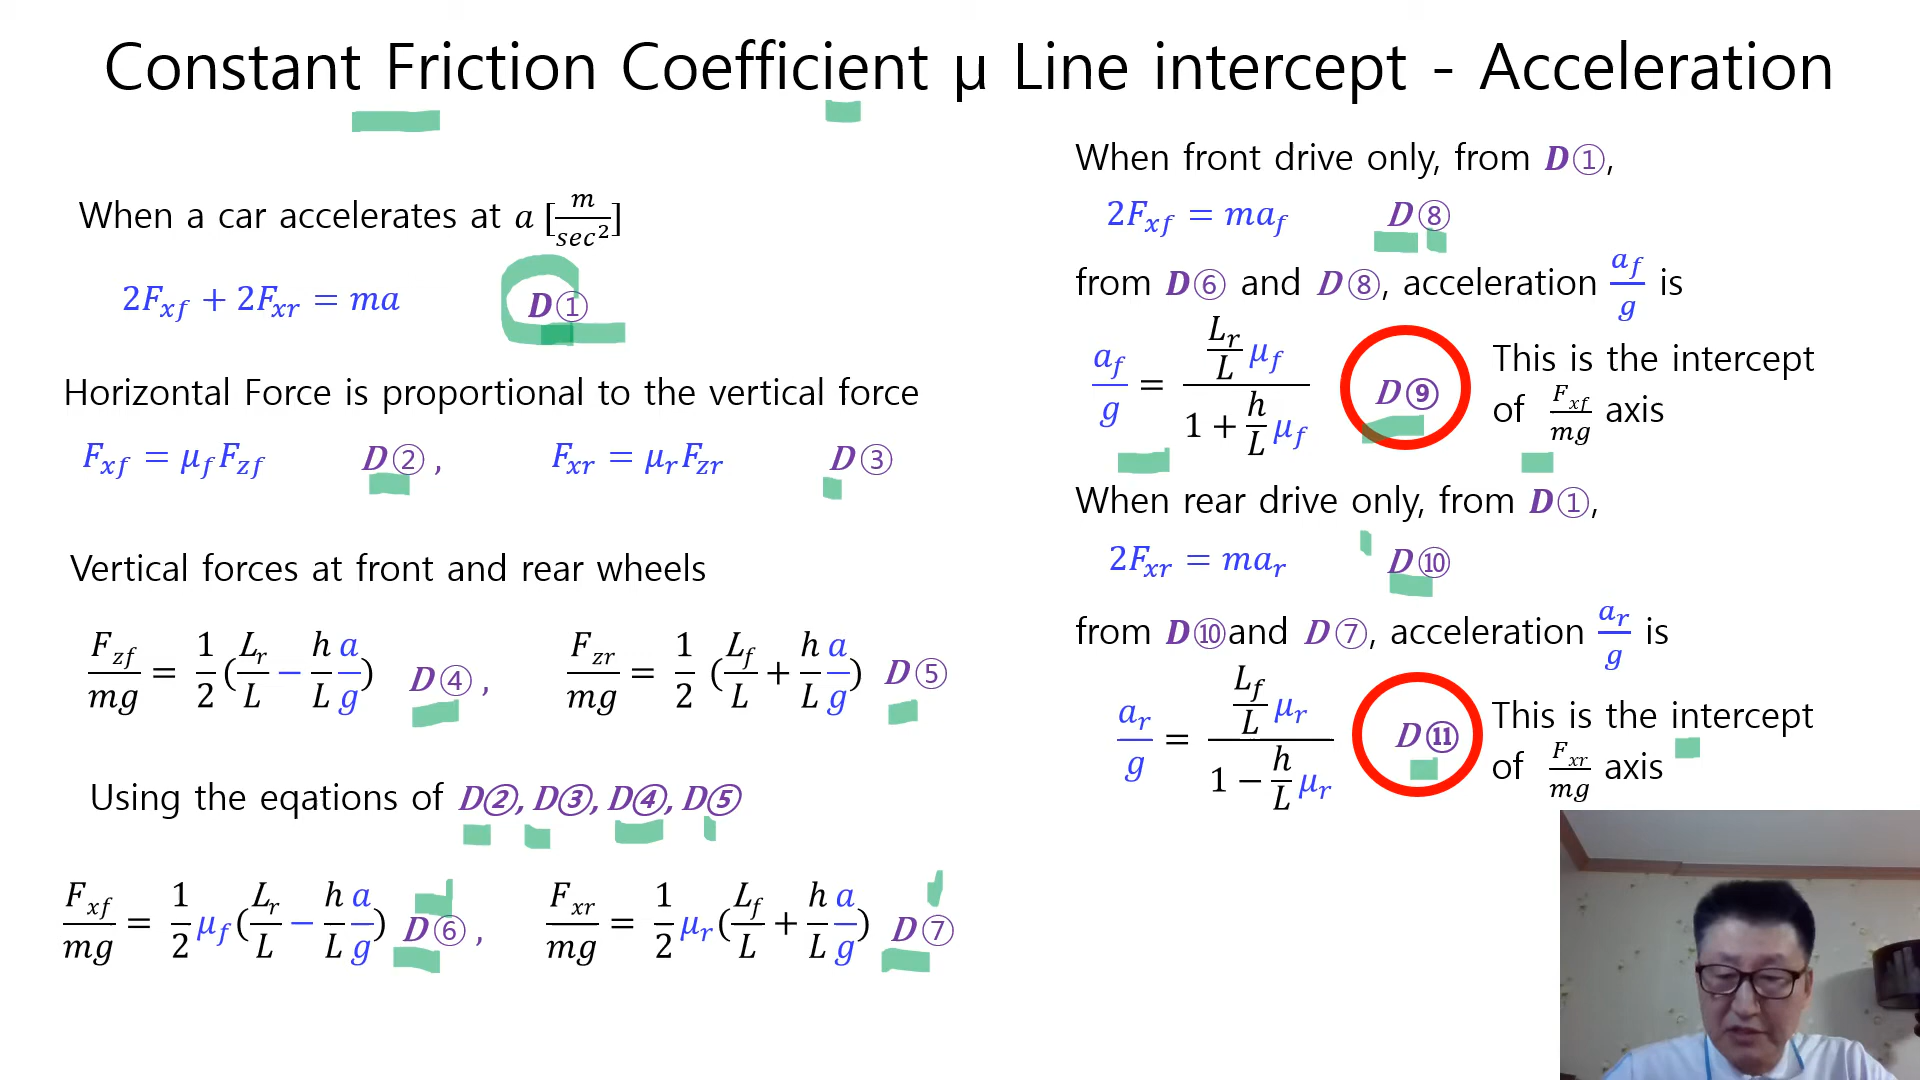 Constant Friction Coefficient µ Line intercept - Acceleration
When a car accelerates at a [m/sec²]
2F_xf + 2F_xr = ma D①
Horizontal Force is proportional to the vertical force
F_xf = μ_f F_zf D② , F_xr = μ_r F_zr D③
Vertical forces at front and rear wheels
F_zf/mg = 1/2 (L_r/L − h/L a/g) D④ , F_zr/mg = 1/2 (L_f/L + h/L a/g) D⑤
Using the eqations of D②, D③, D④, D⑤
F_xf/mg = 1/2 μ_f (L_r/L − h/L a/g) D⑥ , F_xr/mg = 1/2 μ_r (L_f/L + h/L a/g) D⑦
When front drive only, from D①,
2F_xf = ma_f D⑧
from D⑥ and D⑧, acceleration a_f/g is
a_f/g = (L_r/L μ_f)/(1 + h/L μ_f) D⑨
This is the intercept
of F_xf/mg axis
When rear drive only, from D①,
2F_xr = ma_r D⑩
from D⑩and D⑦, acceleration a_r/g is
a_r/g = (L_f/L μ_r)/(1 − h/L μ_r) D⑪
This is the intercept
of F_xr/mg axis